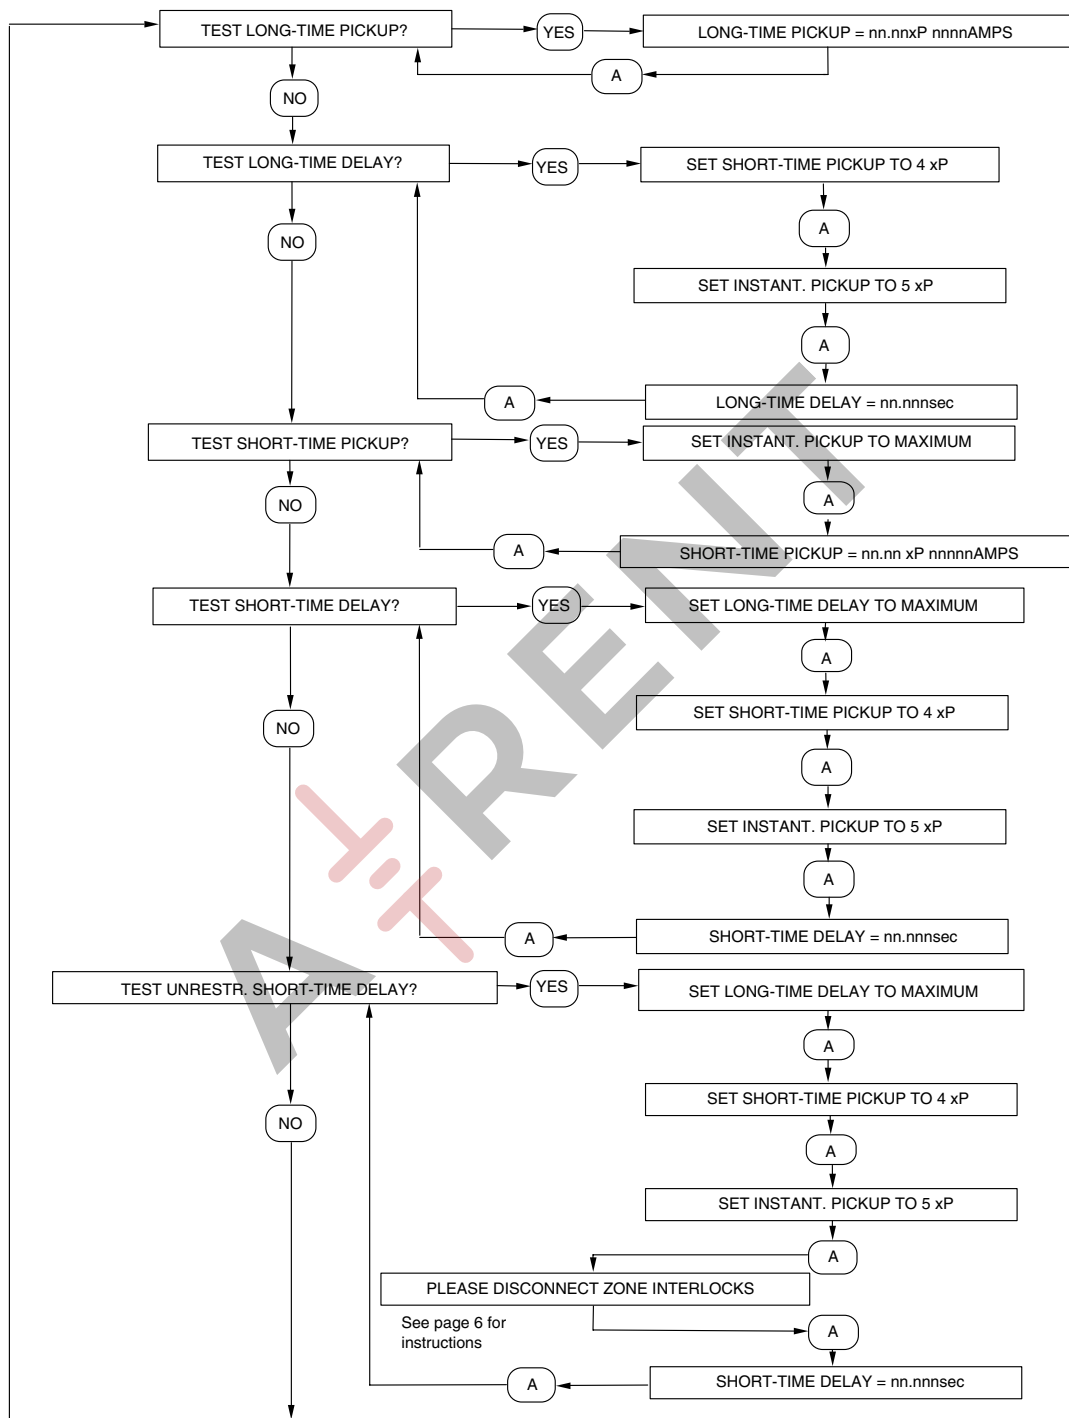 TEST LONG-TIME PICKUP?
YES
LONG-TIME PICKUP = nn.nnxP nnnnAMPS
A
NO
TEST LONG-TIME DELAY?
YES
SET SHORT-TIME PICKUP TO 4 xP
A
NO
SET INSTANT. PICKUP TO 5 xP
A
LONG-TIME DELAY = nn.nnnsec
A
TEST SHORT-TIME PICKUP?
YES
SET INSTANT. PICKUP TO MAXIMUM
A
NO
SHORT-TIME PICKUP = nn.nn xP nnnnnAMPS
A
TEST SHORT-TIME DELAY?
YES
SET LONG-TIME DELAY TO MAXIMUM
A
SET SHORT-TIME PICKUP TO 4 xP
NO
A
SET INSTANT. PICKUP TO 5 xP
A
SHORT-TIME DELAY = nn.nnnsec
A
TEST UNRESTR. SHORT-TIME DELAY?
YES
SET LONG-TIME DELAY TO MAXIMUM
A
SET SHORT-TIME PICKUP TO 4 xP
NO
A
SET INSTANT. PICKUP TO 5 xP
A
PLEASE DISCONNECT ZONE INTERLOCKS
See page 6 for
instructions
A
SHORT-TIME DELAY = nn.nnnsec
A
A RENT